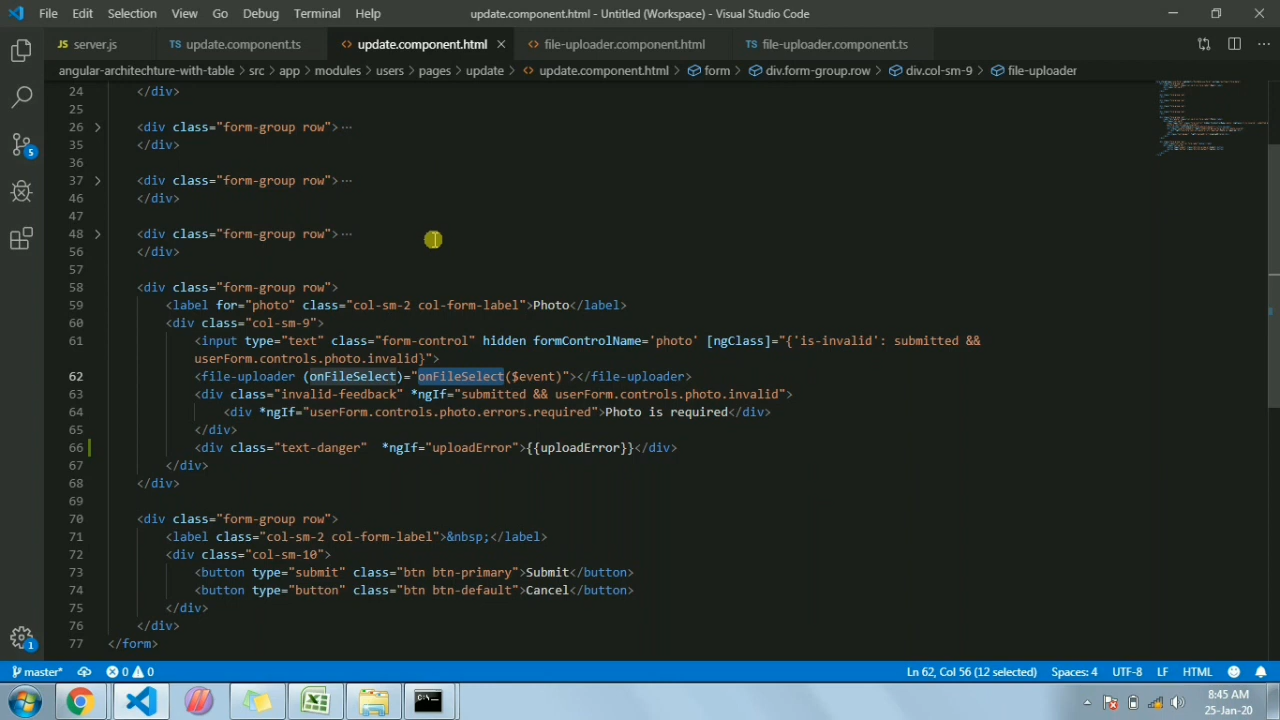 File Edit Selection View Go Debug Terminal Help update.component.html - Untitled (Workspace) - Visual Studio Code
server.js TS update.component.ts update.component.html file-uploader.component.html TS file-uploader.component.ts
angular-architechture-with-table > src > app > modules > users > pages > update > update.component.html > form > div.form-group.row > div.col-sm-9 > file-uploader
24 </div>
25
26 <div class="form-group row">…
35 </div>
36
37 <div class="form-group row">…
46 </div>
47
48 <div class="form-group row">…
56 </div>
57
58 <div class="form-group row">
59 <label for="photo" class="col-sm-2 col-form-label">Photo</label>
60 <div class="col-sm-9">
61 <input type="text" class="form-control" hidden formControlName='photo' [ngClass]="{'is-invalid': submitted &&
userForm.controls.photo.invalid}">
62 <file-uploader (onFileSelect)="onFileSelect($event)"></file-uploader>
63 <div class="invalid-feedback" *ngIf="submitted && userForm.controls.photo.invalid">
64 <div *ngIf="userForm.controls.photo.errors.required">Photo is required</div>
65 </div>
66 <div class="text-danger"  *ngIf="uploadError">{{uploadError}}</div>
67 </div>
68 </div>
69
70 <div class="form-group row">
71 <label class="col-sm-2 col-form-label">&nbsp;</label>
72 <div class="col-sm-10">
73 <button type="submit" class="btn btn-primary">Submit</button>
74 <button type="button" class="btn btn-default">Cancel</button>
75 </div>
76 </div>
77 </form>
5
1
master* 0 0 Ln 62, Col 56 (12 selected) Spaces: 4 UTF-8 LF HTML
8:45 AM
25-Jan-20